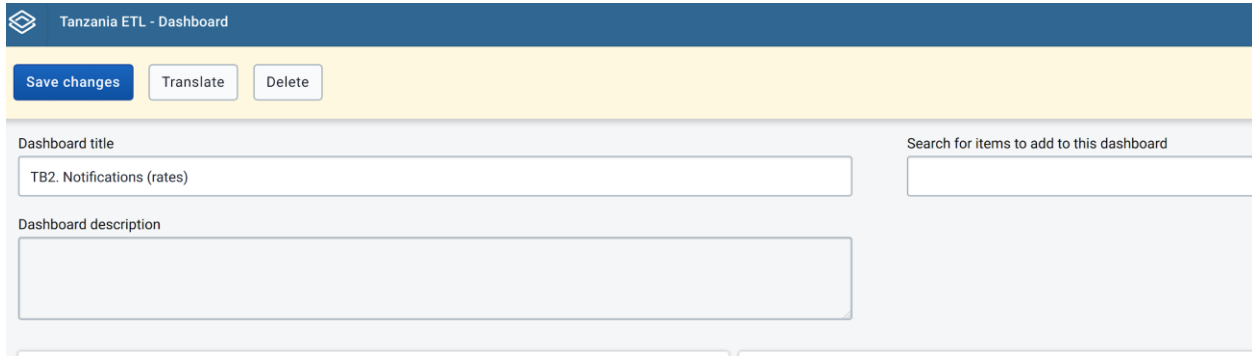 Tanzania ETL - Dashboard
Save changes Translate Delete
Dashboard title
TB2. Notifications (rates)
Search for items to add to this dashboard
Dashboard description